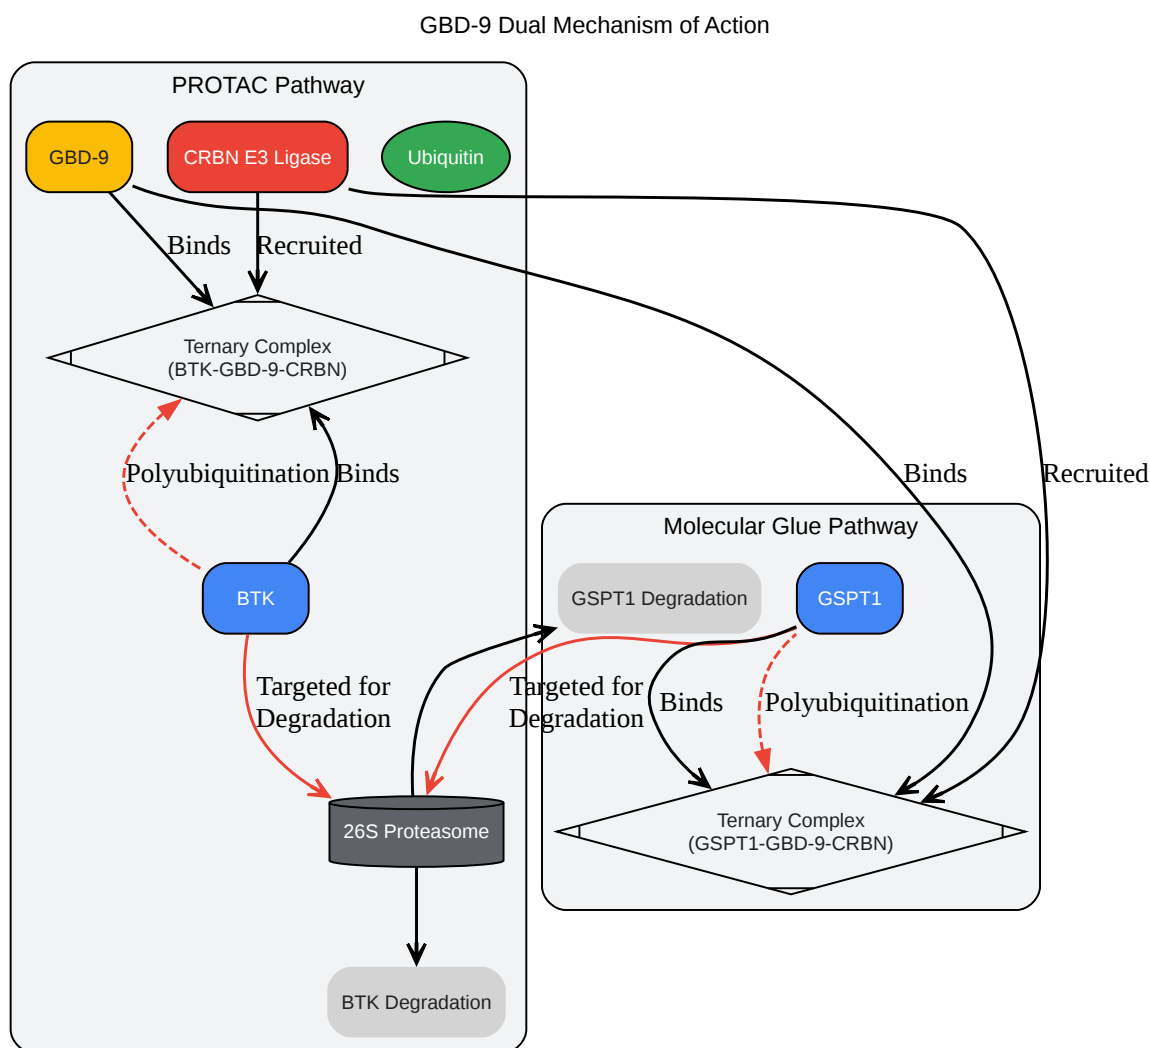 GBD-9 Dual Mechanism of Action
PROTAC Pathway
GBD-9
CRBN E3 Ligase
Ubiquitin
Binds
Recruited
Ternary Complex
(BTK-GBD-9-CRBN)
Polyubiquitination
Binds
Binds
Recruited
Molecular Glue Pathway
BTK
GSPT1 Degradation
GSPT1
Targeted for
Degradation
Targeted for
Degradation
Binds
Polyubiquitination
26S Proteasome
Ternary Complex
(GSPT1-GBD-9-CRBN)
BTK Degradation